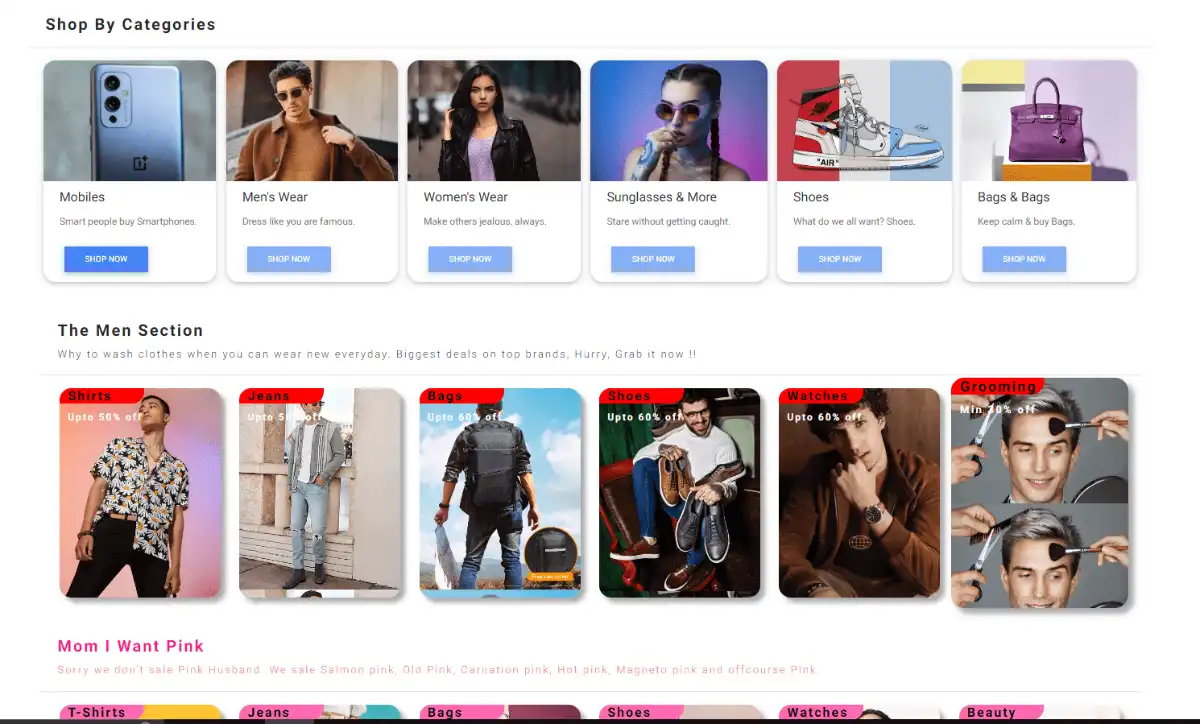 Shop By Categories
Mobiles
Smart people buy Smartphones.
SHOP NOW
Men's Wear
Dress like you are famous.
SHOP NOW
Women's Wear
Make others jealous, always.
SHOP NOW
Sunglasses & More
Stare without getting caught.
SHOP NOW
"AIR"
Shoes
What do we all want? Shoes.
SHOP NOW
Bags & Bags
Keep calm & buy Bags.
SHOP NOW
The Men Section
Why to wash clothes when you can wear new everyday. Biggest deals on top brands, Hurry, Grab it now !!
Shirts
Upto 50% off
Jeans
Upto 50% off
Bags
Upto 60% off
Shoes
Upto 60% off
Watches
Upto 60% off
Grooming
Min 30% off
Mom I Want Pink
Sorry we don't sale Pink Husband. We sale Salmon pink, Old Pink, Carnation pink, Hot pink, Magneto pink and offcourse Pink.
T-Shirts
Jeans
Bags
Shoes
Watches
Beauty